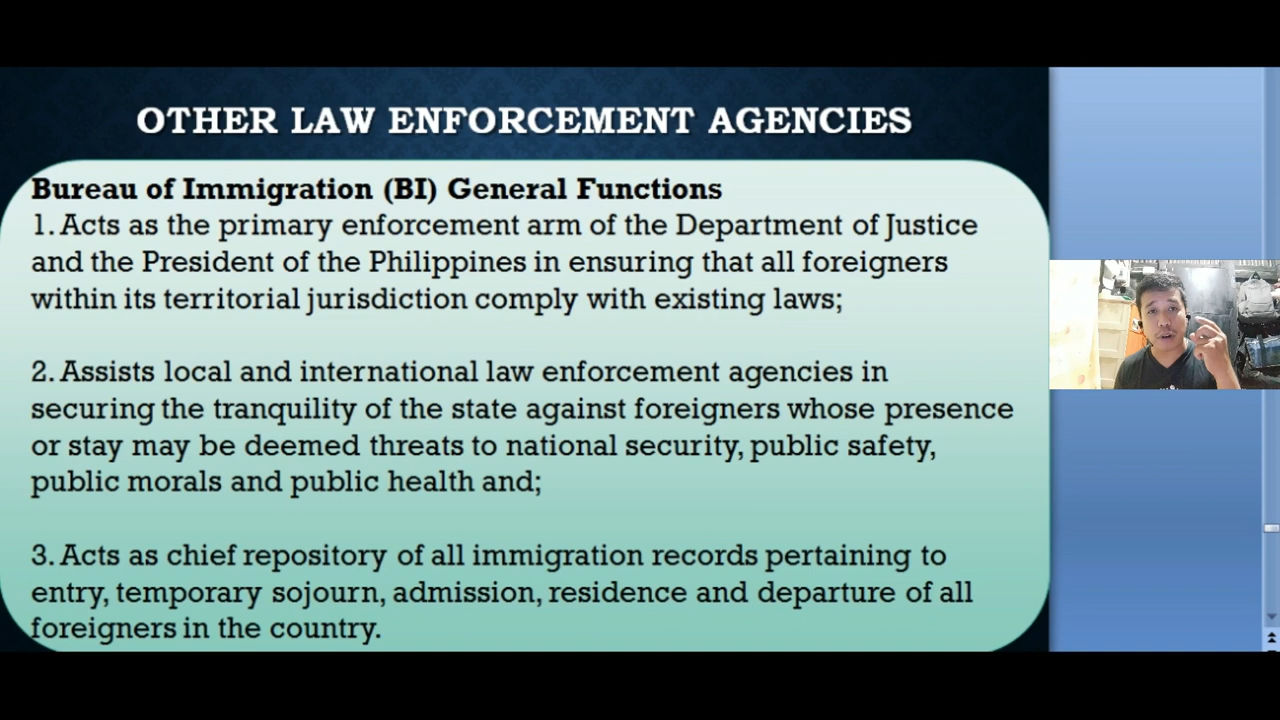 OTHER LAW ENFORCEMENT AGENCIES
Bureau of Immigration (BI) General Functions
1. Acts as the primary enforcement arm of the Department of Justice
and the President of the Philippines in ensuring that all foreigners
within its territorial jurisdiction comply with existing laws;
2. Assists local and international law enforcement agencies in
securing the tranquility of the state against foreigners whose presence
or stay may be deemed threats to national security, public safety,
public morals and public health and;
3. Acts as chief repository of all immigration records pertaining to
entry, temporary sojourn, admission, residence and departure of all
foreigners in the country.